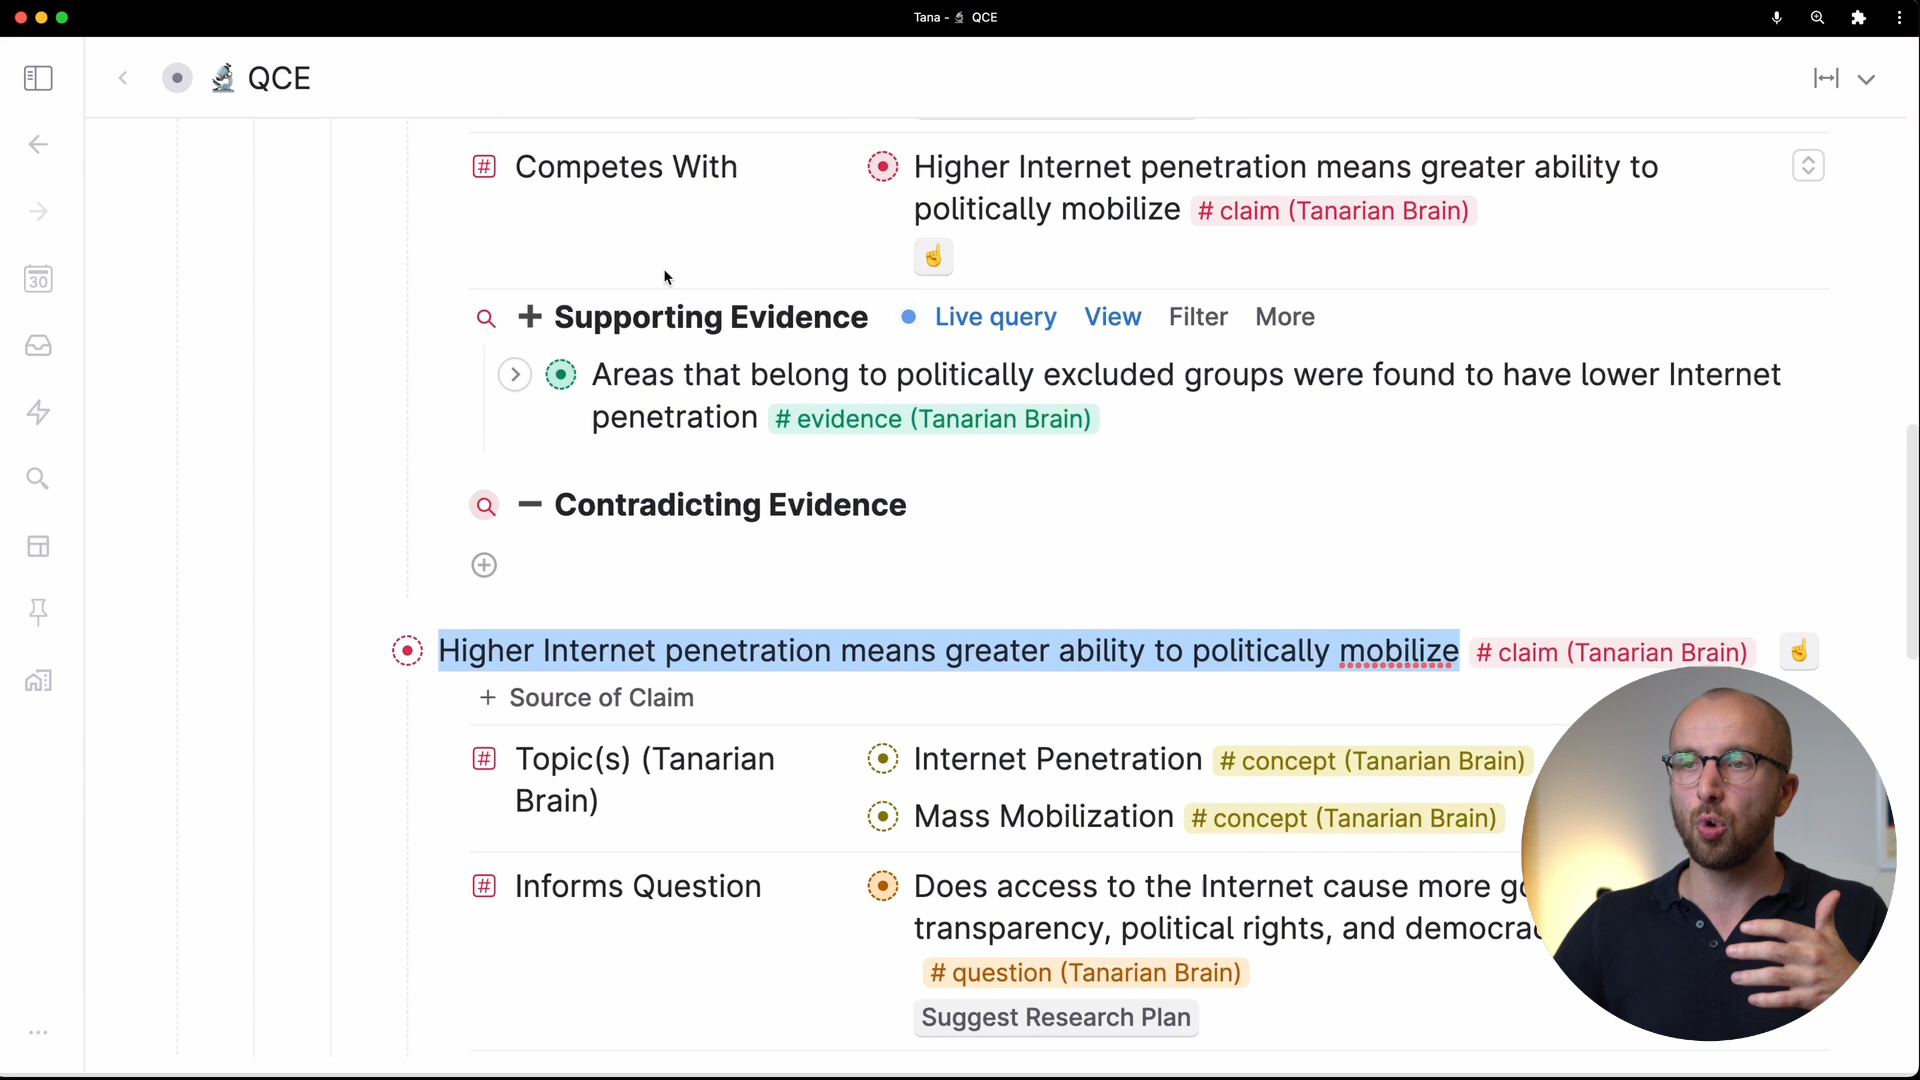 Tana - 🔬 QCE
🔬 QCE
30
Competes With
Higher Internet penetration means greater ability to
politically mobilize # claim (Tanarian Brain)
+ Supporting Evidence Live query View Filter More
Areas that belong to politically excluded groups were found to have lower Internet
penetration # evidence (Tanarian Brain)
− Contradicting Evidence
Higher Internet penetration means greater ability to politically mobilize # claim (Tanarian Brain)
+ Source of Claim
Topic(s) (Tanarian
Brain)
Internet Penetration # concept (Tanarian Brain)
Mass Mobilization # concept (Tanarian Brain)
Informs Question
Does access to the Internet cause more
transparency, political rights, and
# question (Tanarian Brain)
Suggest Research Plan